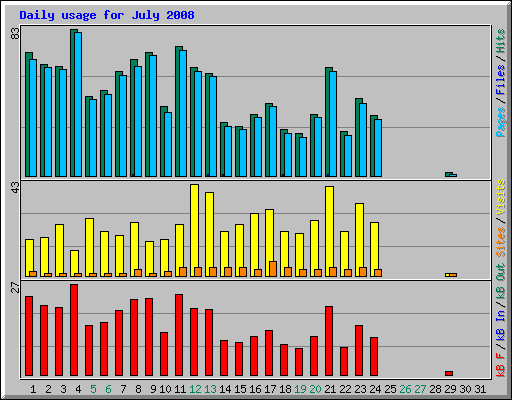 Daily usage for July 2008
83
Pages / Files / Hits
43
Sites / Visits
27
kB F / kB In / kB Out
1 2 3 4 5 6 7 8 9 10 11 12 13 14 15 16 17 18 19 20 21 22 23 24 25 26 27 28 29 30 31